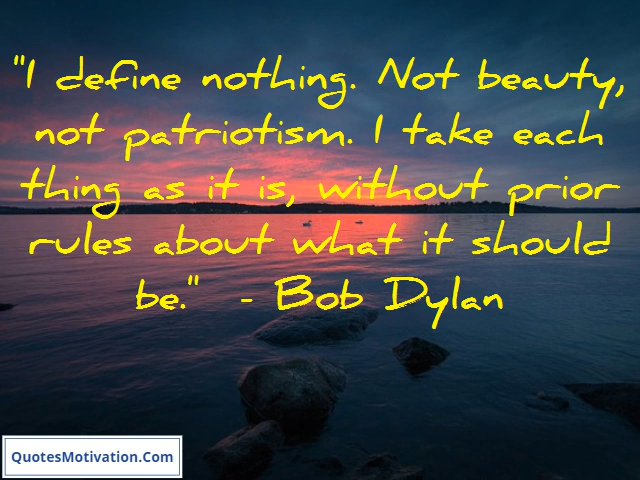 "I define nothing. Not beauty,
not patriotism. I take each
thing as it is, without prior
rules about what it should
be."  - Bob Dylan
QuotesMotivation.Com